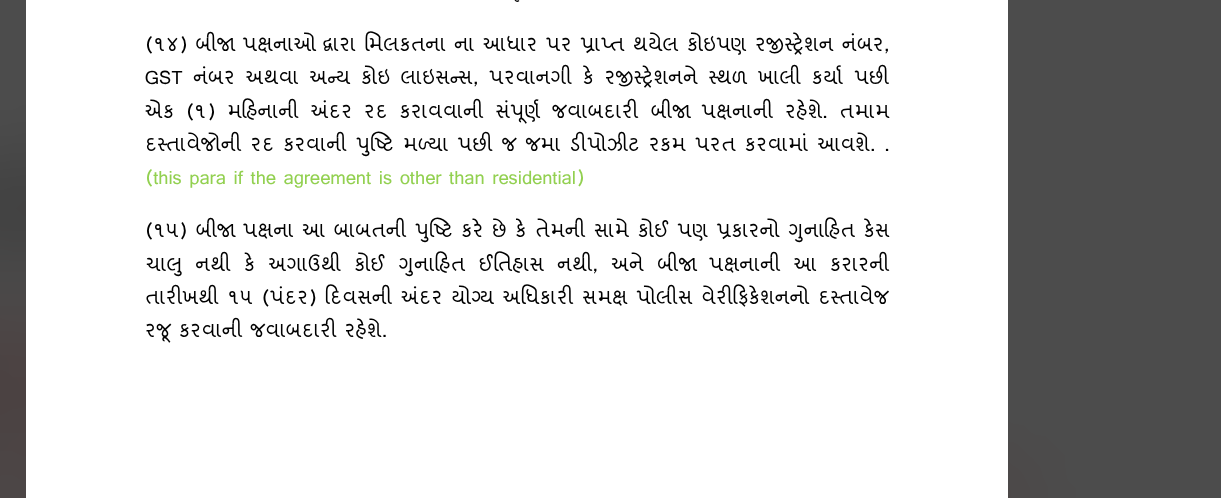 (૧૪) બીજા પક્ષનાઓ દ્વારા મિલકતના ના આધાર પર પ્રાપ્ત થયેલ કોઇપણ રજીસ્ટ્રેશન નંબર,
GST નંબર અથવા અન્ય કોઇ લાઇસન્સ, પરવાનગી કે રજીસ્ટ્રેશનને સ્થળ ખાલી કર્યા પછી
એક (૧) મહિનાની અંદર રદ કરાવવાની સંપૂર્ણ જવાબદારી બીજા પક્ષનાની રહેશે. તમામ
દસ્તાવેજોની રદ કરવાની પુષ્ટિ મળ્યા પછી જ જમા ડીપોઝીટ રકમ પરત કરવામાં આવશે. .
(this para if the agreement is other than residential)
(૧૫) બીજા પક્ષના આ બાબતની પુષ્ટિ કરે છે કે તેમની સામે કોઈ પણ પ્રકારનો ગુનાહિત કેસ
ચાલુ નથી કે અગાઉથી કોઈ ગુનાહિત ઈતિહાસ નથી, અને બીજા પક્ષનાની આ કરારની
તારીખથી ૧૫ (પંદર) દિવસની અંદર યોગ્ય અધિકારી સમક્ષ પોલીસ વેરીફિકેશનનો દસ્તાવેજ
રજૂ કરવાની જવાબદારી રહેશે.